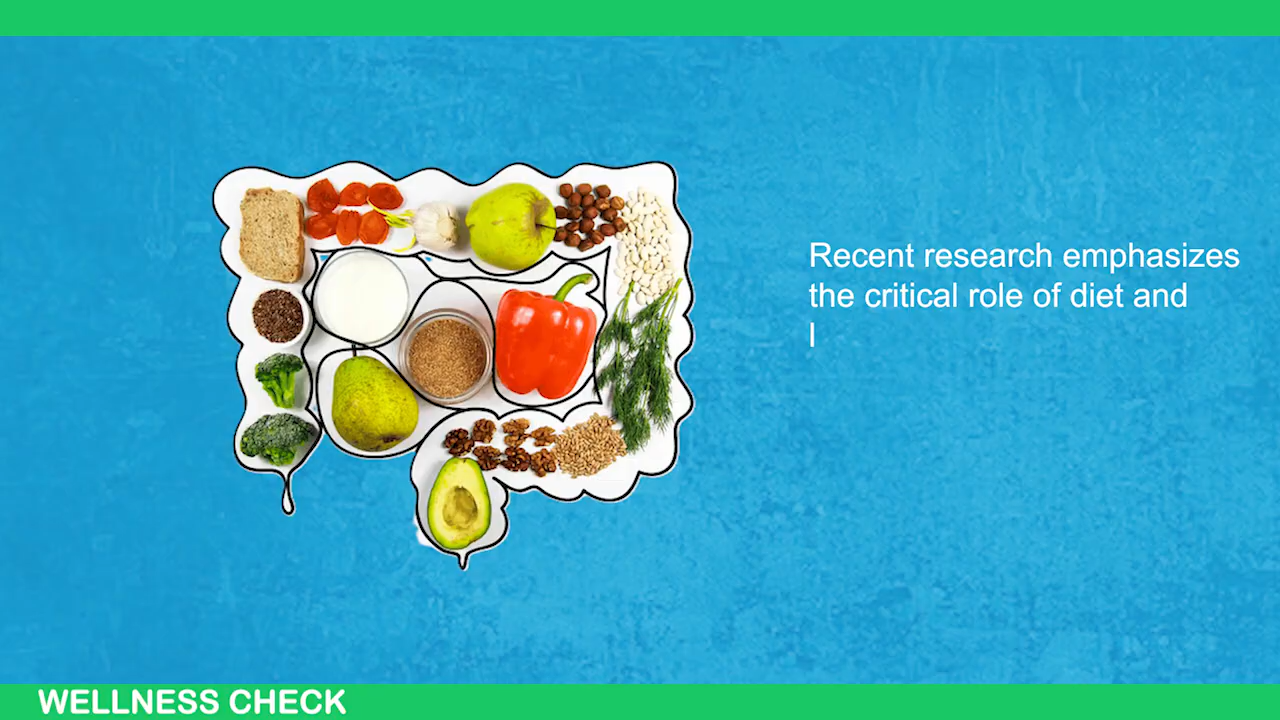 Recent research emphasizes
the critical role of diet and
l
WELLNESS CHECK